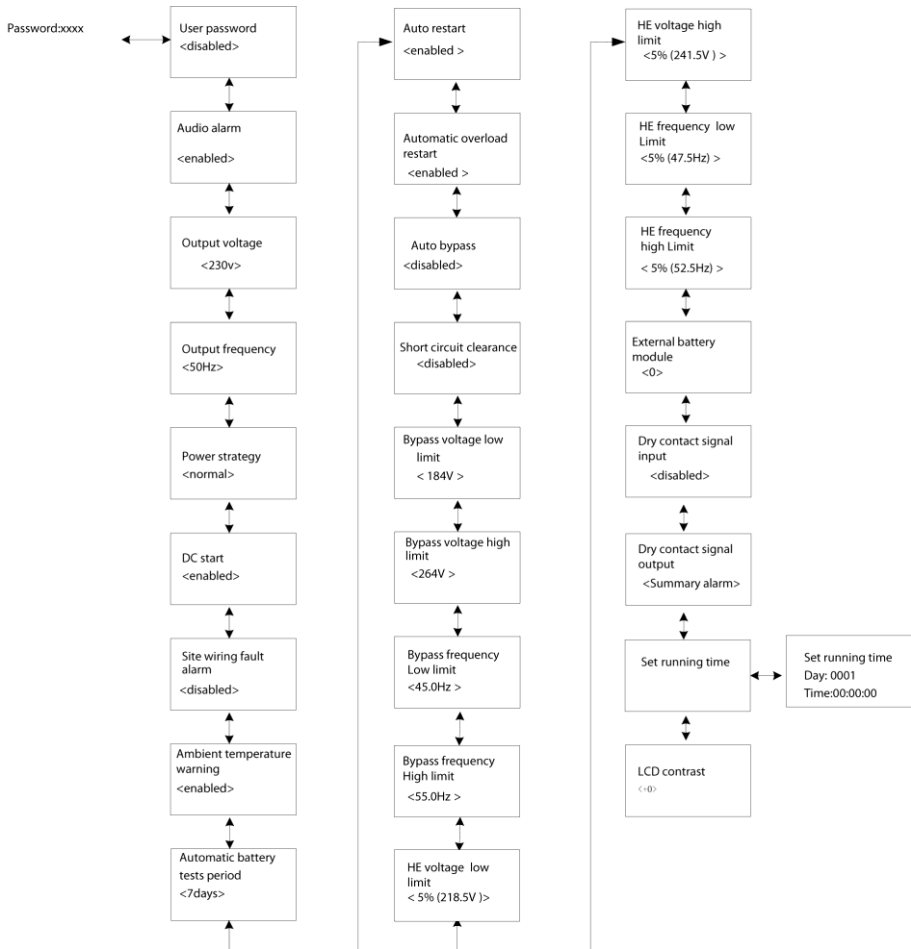 Password:xxxx
User password
<disabled>
Audio alarm
<enabled>
Output voltage
<230v>
Output frequency
<50Hz>
Power strategy
<normal>
DC start
<enabled>
Site wiring fault
alarm
<disabled>
Ambient temperature
warning
<enabled>
Automatic battery
tests period
<7days>
Auto restart
<enabled >
Automatic overload
restart
<enabled >
Auto bypass
<disabled>
Short circuit clearance
<disabled>
Bypass voltage low
limit
< 184V >
Bypass voltage high
limit
<264V >
Bypass frequency
Low limit
<45.0Hz >
Bypass frequency
High limit
<55.0Hz >
HE voltage low
limit
< 5% (218.5V )>
HE voltage high
limit
<5% (241.5V ) >
HE frequency low
Limit
<5% (47.5Hz) >
HE frequency
high Limit
< 5% (52.5Hz) >
External battery
module
<0>
Dry contact signal
input
<disabled>
Dry contact signal
output
<Summary alarm>
Set running time
Set running time
Day: 0001
Time:00:00:00
LCD contrast
<+0>